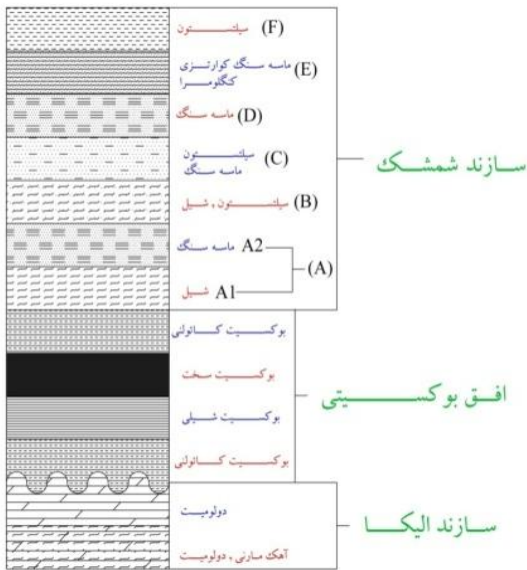 سیلتستون (F)
ماسه سنگ کوارتزی (E)
کنگلومرا
ماسه سنگ (D)
سیلتستون (C)
ماسه سنگ
سیلتستون , شیل (B)
ماسه سنگ A2
(A)
شیل A1
سازند شمشک
بوکسیت کائولنی
بوکسیت سخت
بوکسیت شیلی
بوکسیت کائولنی
افق بوکسیتی
دولومیت
آهک مارنی , دولومیت
سازند الیکا